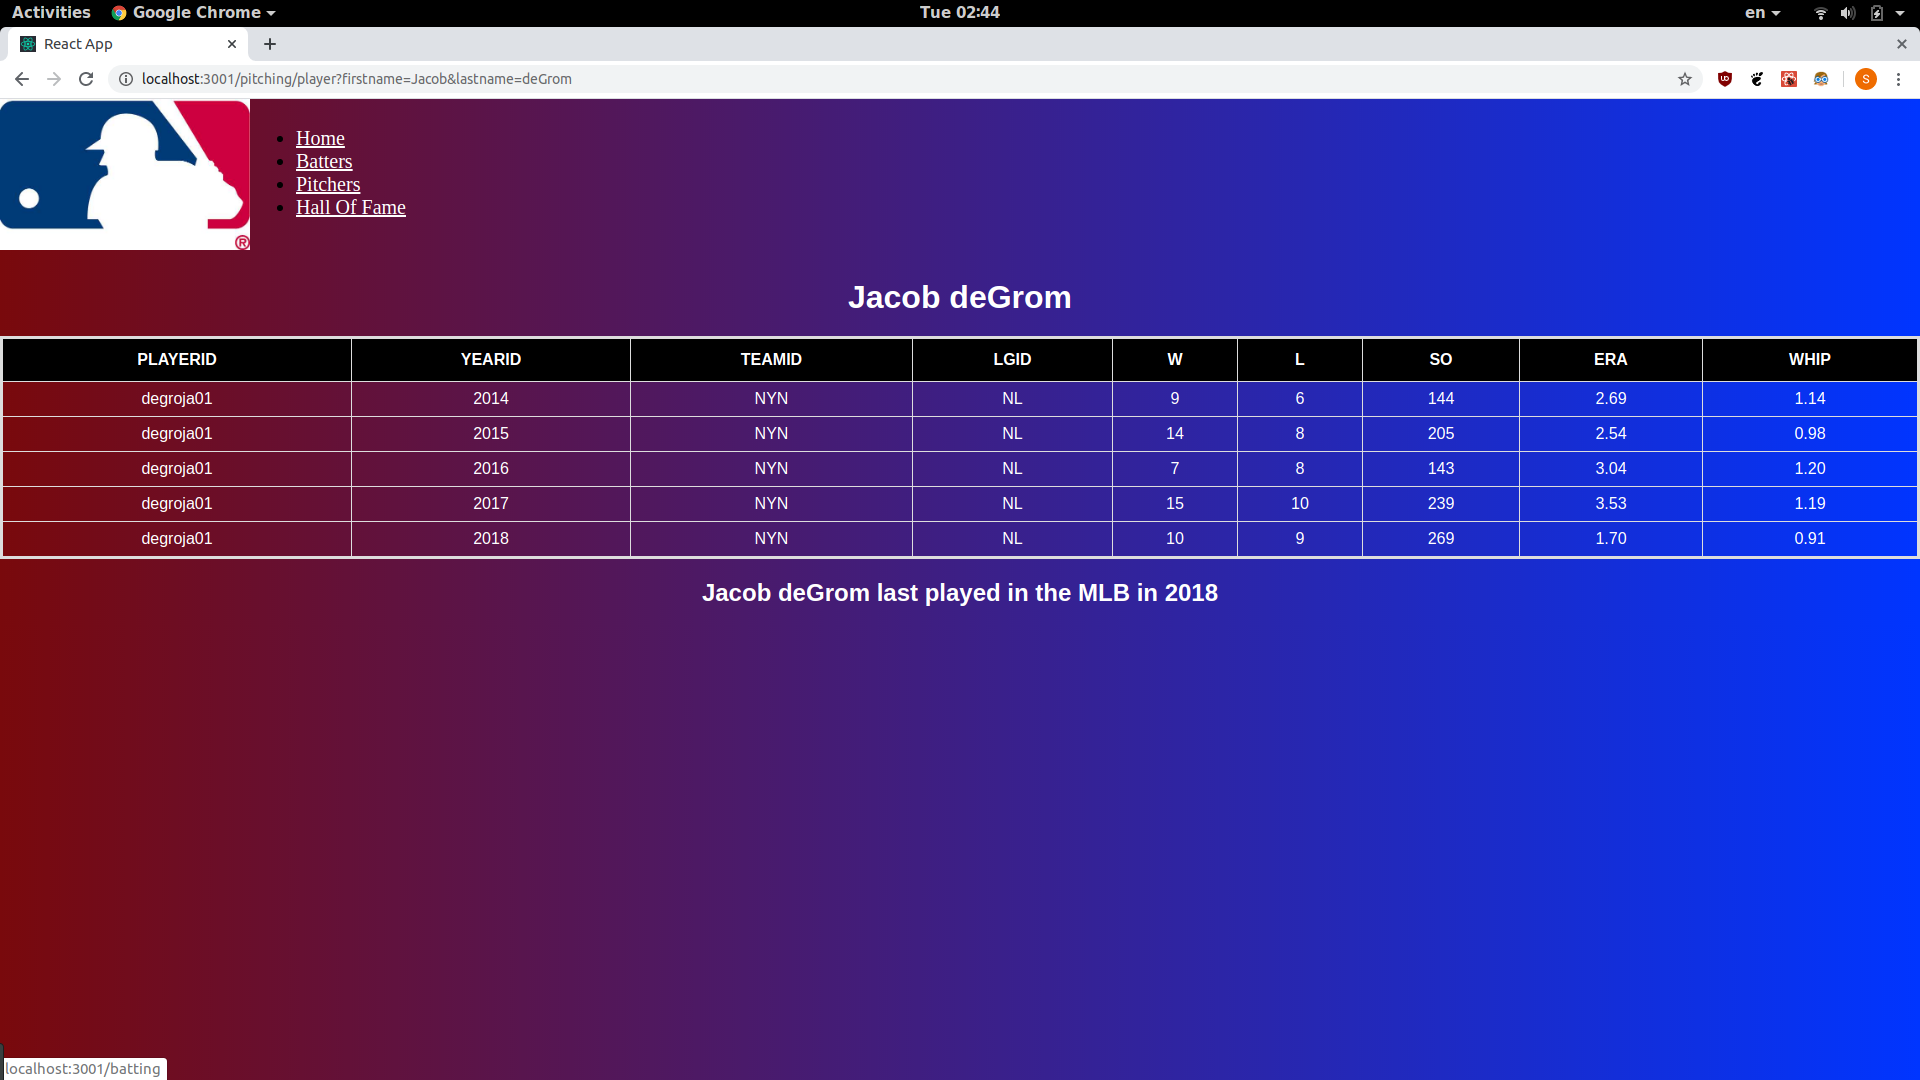 Activities Google Chrome Tue 02:44 en
React App
localhost:3001/pitching/player?firstname=Jacob&lastname=deGrom S
Home
Batters
Pitchers
Hall Of Fame
®
Jacob deGrom
PLAYERID YEARID TEAMID LGID W L SO ERA WHIP
degroja01 2014 NYN NL 9 6 144 2.69 1.14
degroja01 2015 NYN NL 14 8 205 2.54 0.98
degroja01 2016 NYN NL 7 8 143 3.04 1.20
degroja01 2017 NYN NL 15 10 239 3.53 1.19
degroja01 2018 NYN NL 10 9 269 1.70 0.91
Jacob deGrom last played in the MLB in 2018
localhost:3001/batting